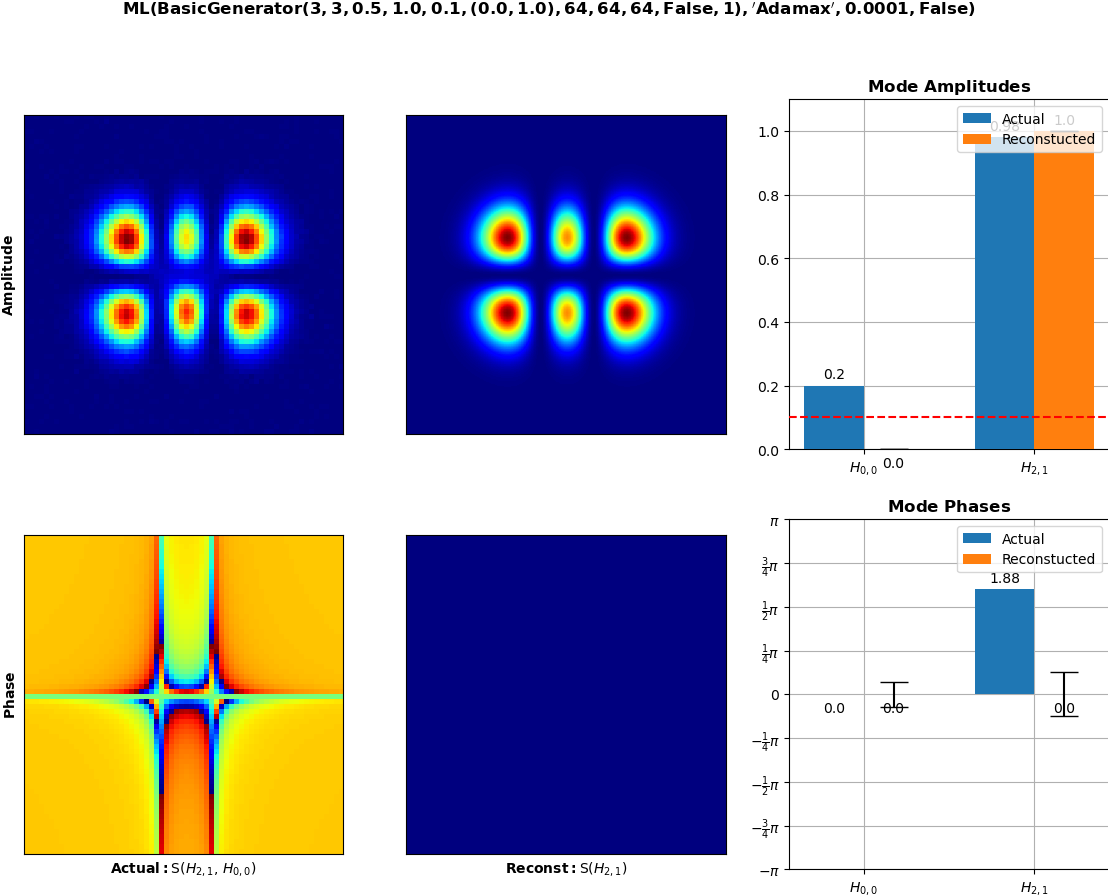 ML(BasicGenerator(3, 3, 0.5, 1.0, 0.1, (0.0, 1.0), 64, 64, 64, False, 1), ′Adamax′, 0.0001, False)
Amplitude
Mode Amplitudes
Actual
Reconstucted
0.98
1.0
0.2
0.0
1.0
0.8
0.6
0.4
0.2
0.0
H0,0
H2,1
Phase
Actual: S(H2,1, H0,0)
Reconst: S(H2,1)
Mode Phases
Actual
Reconstucted
1.88
0.0
0.0
0.0
π
3/4π
1/2π
1/4π
0
−1/4π
−1/2π
−3/4π
−π
H0,0
H2,1